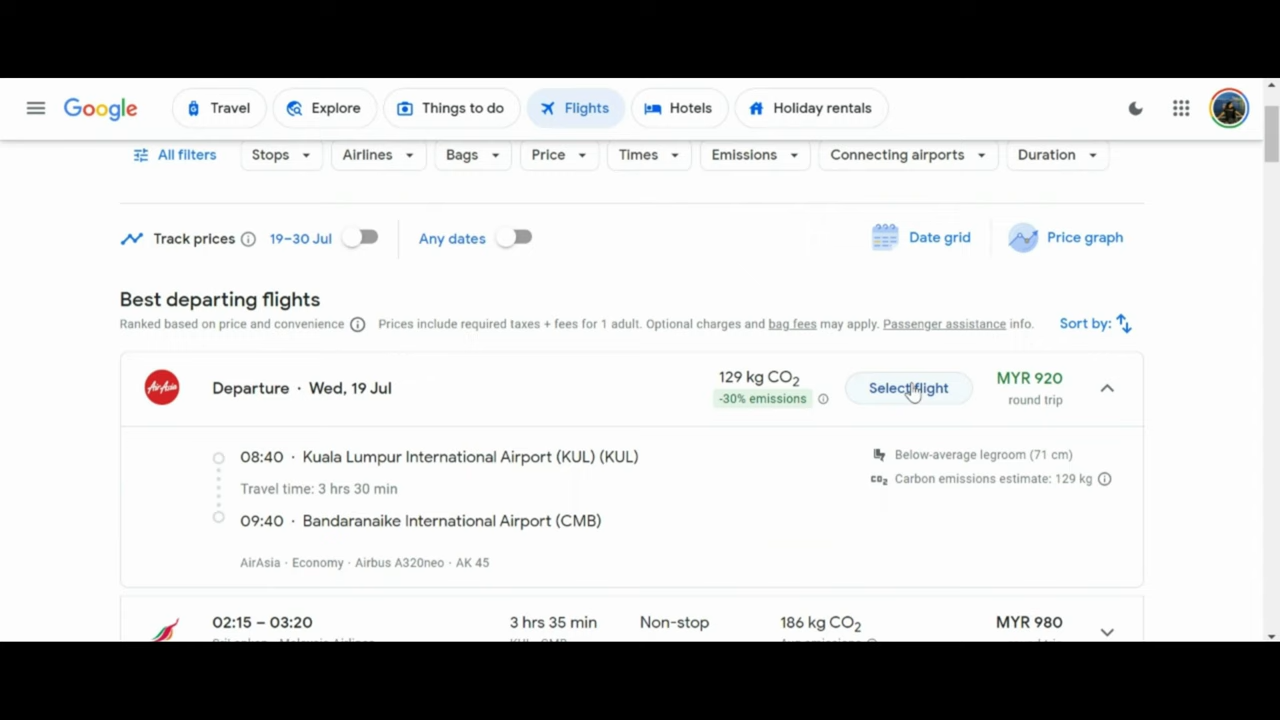 Google Travel Explore Things to do Flights Hotels Holiday rentals
All filters Stops Airlines Bags Price Times Emissions Connecting airports Duration
Track prices 19–30 Jul Any dates Date grid Price graph
Best departing flights
Ranked based on price and convenience Prices include required taxes + fees for 1 adult. Optional charges and bag fees may apply. Passenger assistance info. Sort by:
AirAsia Departure · Wed, 19 Jul 129 kg CO2 Select flight MYR 920
-30% emissions round trip
08:40 · Kuala Lumpur International Airport (KUL) (KUL) Below-average legroom (71 cm)
Travel time: 3 hrs 30 min CO2 Carbon emissions estimate: 129 kg
09:40 · Bandaranaike International Airport (CMB)
AirAsia · Economy · Airbus A320neo · AK 45
02:15 – 03:20 3 hrs 35 min Non-stop 186 kg CO2 MYR 980